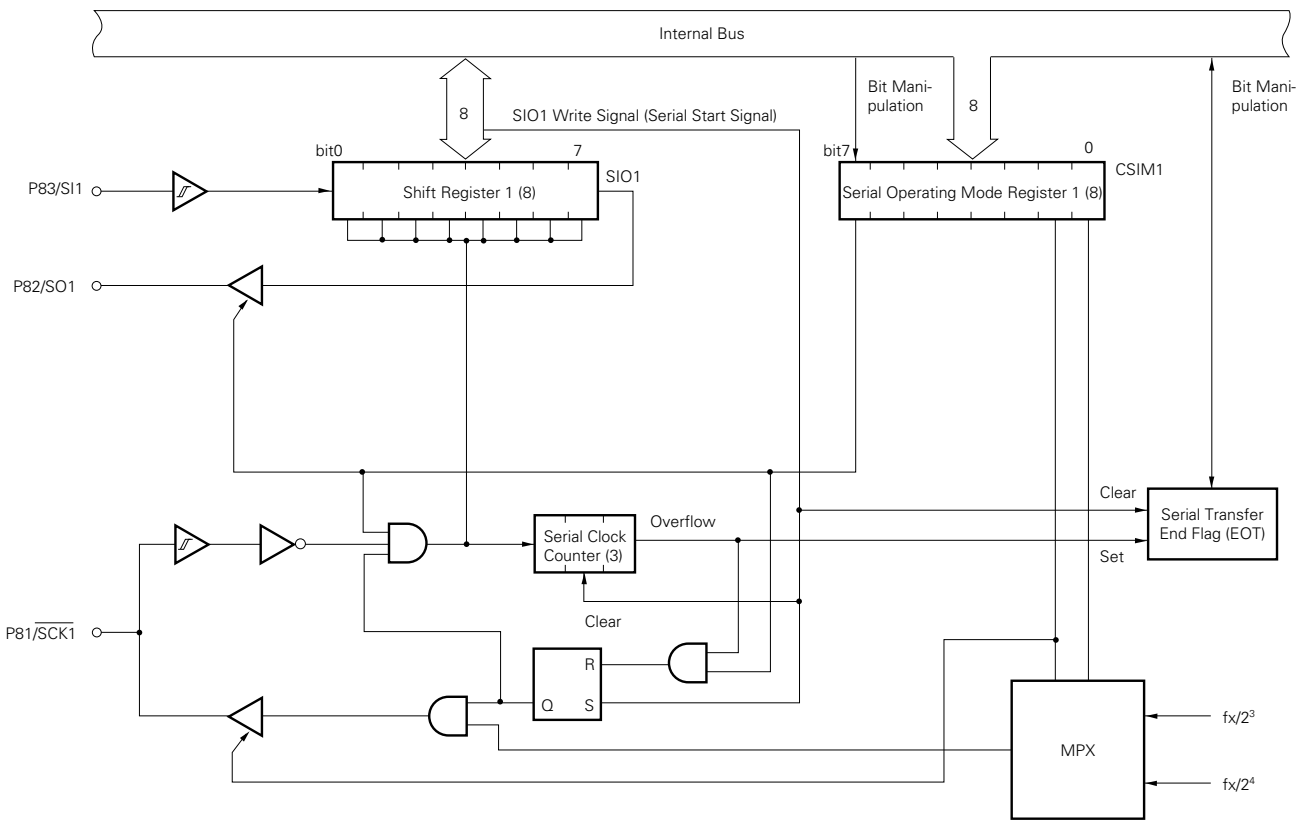 Internal Bus
Bit Mani-
pulation
8
Bit Mani-
pulation
8
SIO1 Write Signal (Serial Start Signal)
bit0
7
bit7
0
P83/SI1
Shift Register 1 (8)
SIO1
Serial Operating Mode Register 1 (8)
CSIM1
P82/SO1
Clear
Serial Transfer
End Flag (EOT)
Set
Overflow
Serial Clock
Counter (3)
Clear
P81/S̅C̅K̅1̅
R
Q
S
MPX
fx/2³
fx/2⁴